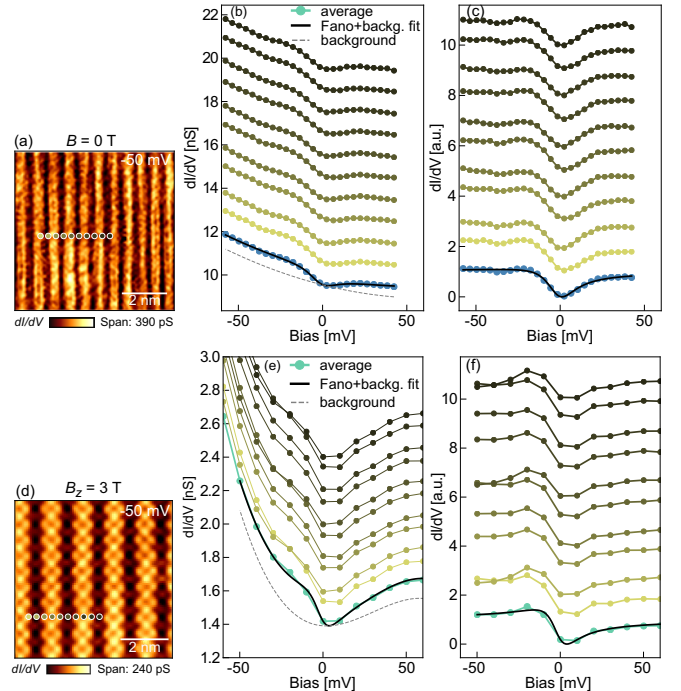 (a) B = 0 T
-50 mV
2 nm
dI/dV Span: 390 pS
(b)
average
Fano+backg. fit
background
dI/dV [nS]
22
20
18
16
14
12
10
-50 0 50
Bias [mV]
(c)
dI/dV [a.u.]
10
8
6
4
2
0
-50 0 50
Bias [mV]
(d) Bz = 3 T
-50 mV
2 nm
dI/dV Span: 240 pS
(e)
average
Fano+backg. fit
background
dI/dV [nS]
3.0
2.8
2.6
2.4
2.2
2.0
1.8
1.6
1.4
-50 0 50
Bias [mV]
(f)
dI/dV [a.u.]
10
8
6
4
2
0
-50 0 50
Bias [mV]